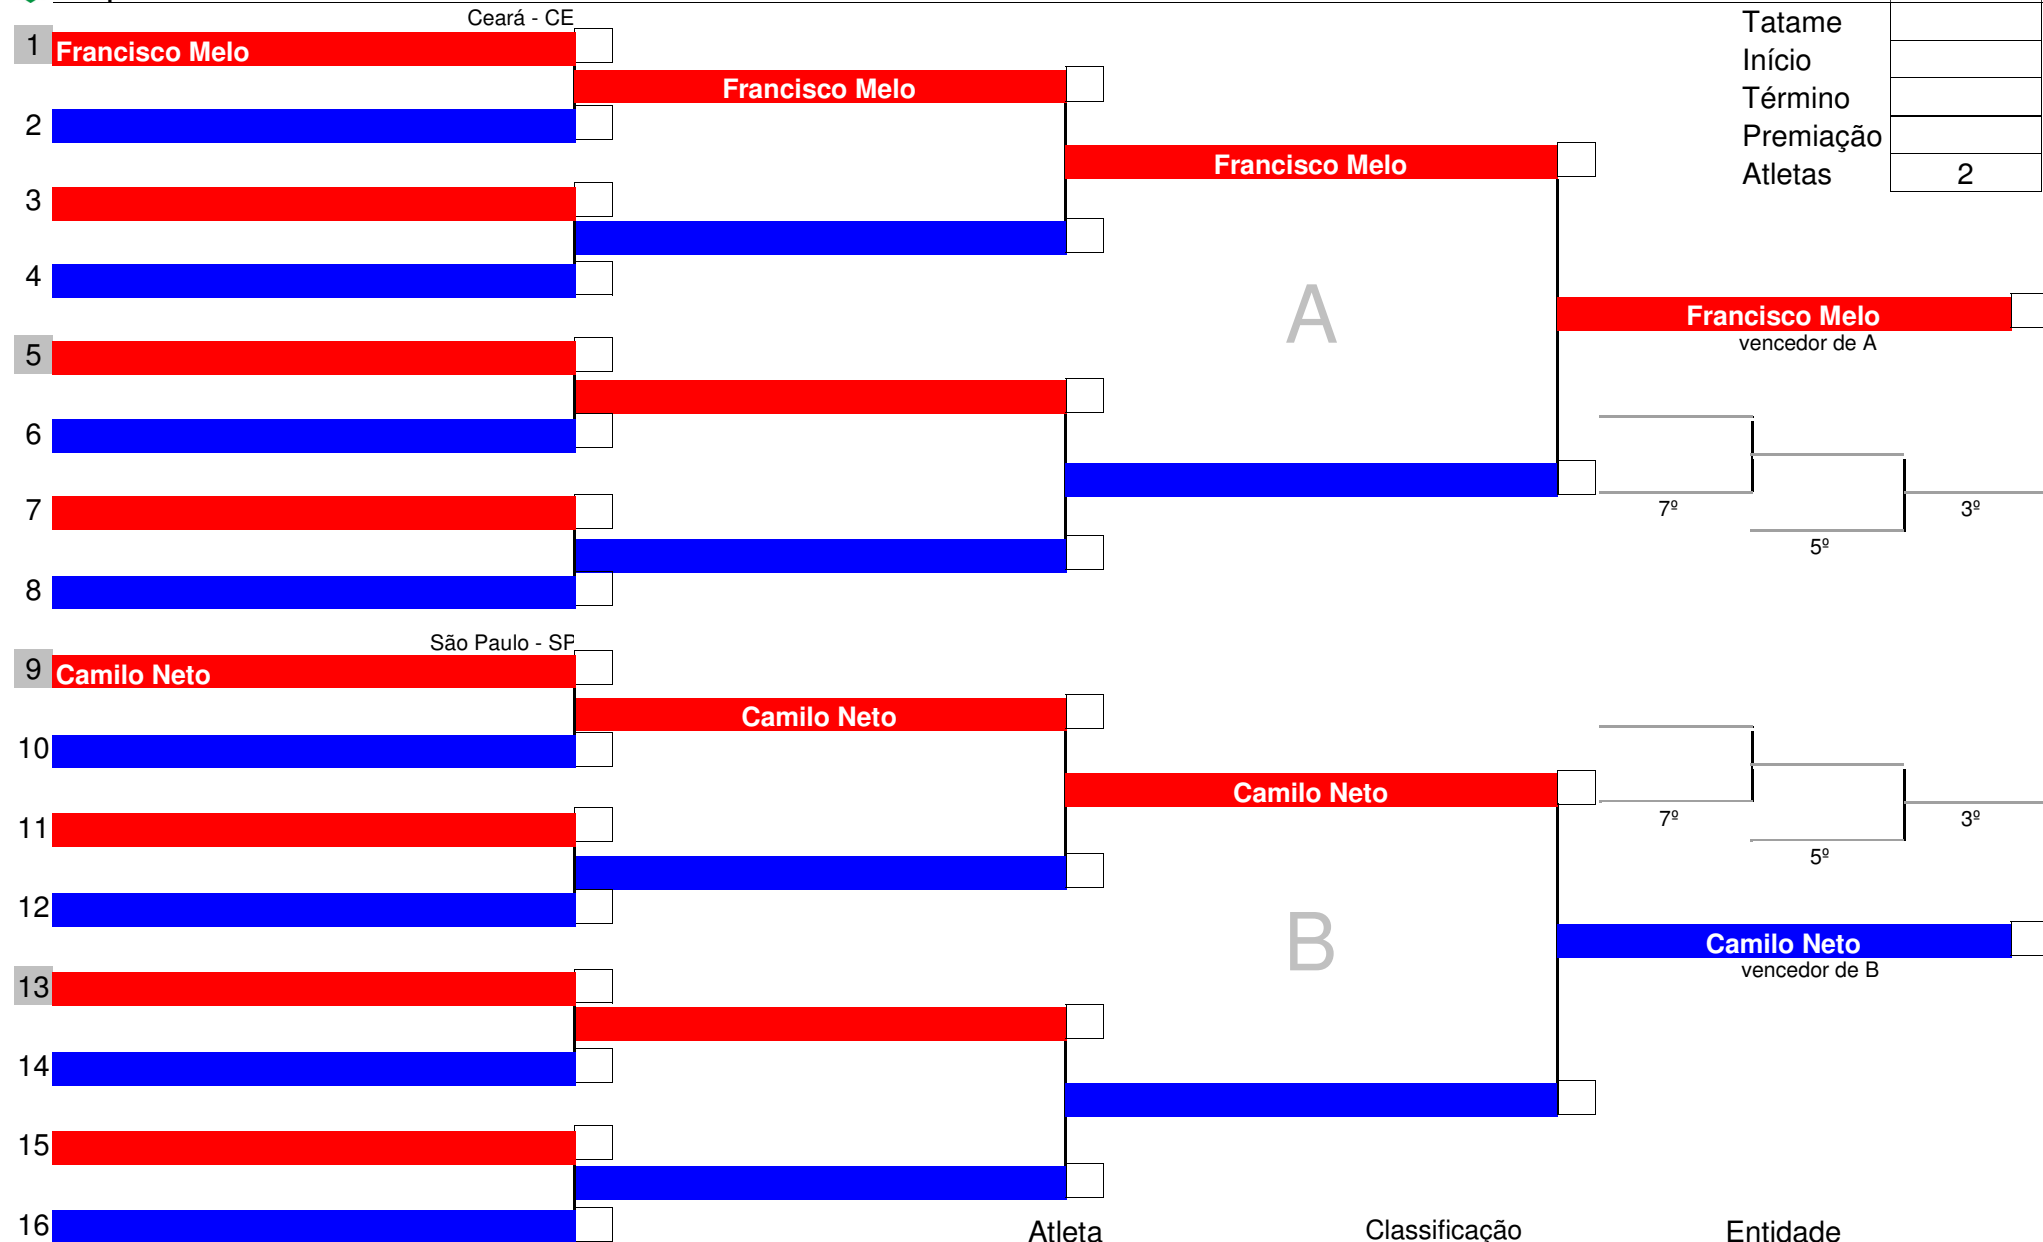 Ceará - CE
1 Francisco Melo
2
3
4
5
6
7
8
São Paulo - SP
9 Camilo Neto
10
11
12
13
14
15
16
Francisco Melo
Camilo Neto
Francisco Melo
A
Camilo Neto
B
Tatame
Início
Término
Premiação
Atletas 2
Francisco Melo
vencedor de A
7º
3º
5º
7º
3º
5º
Camilo Neto
vencedor de B
Atleta Classificação Entidade